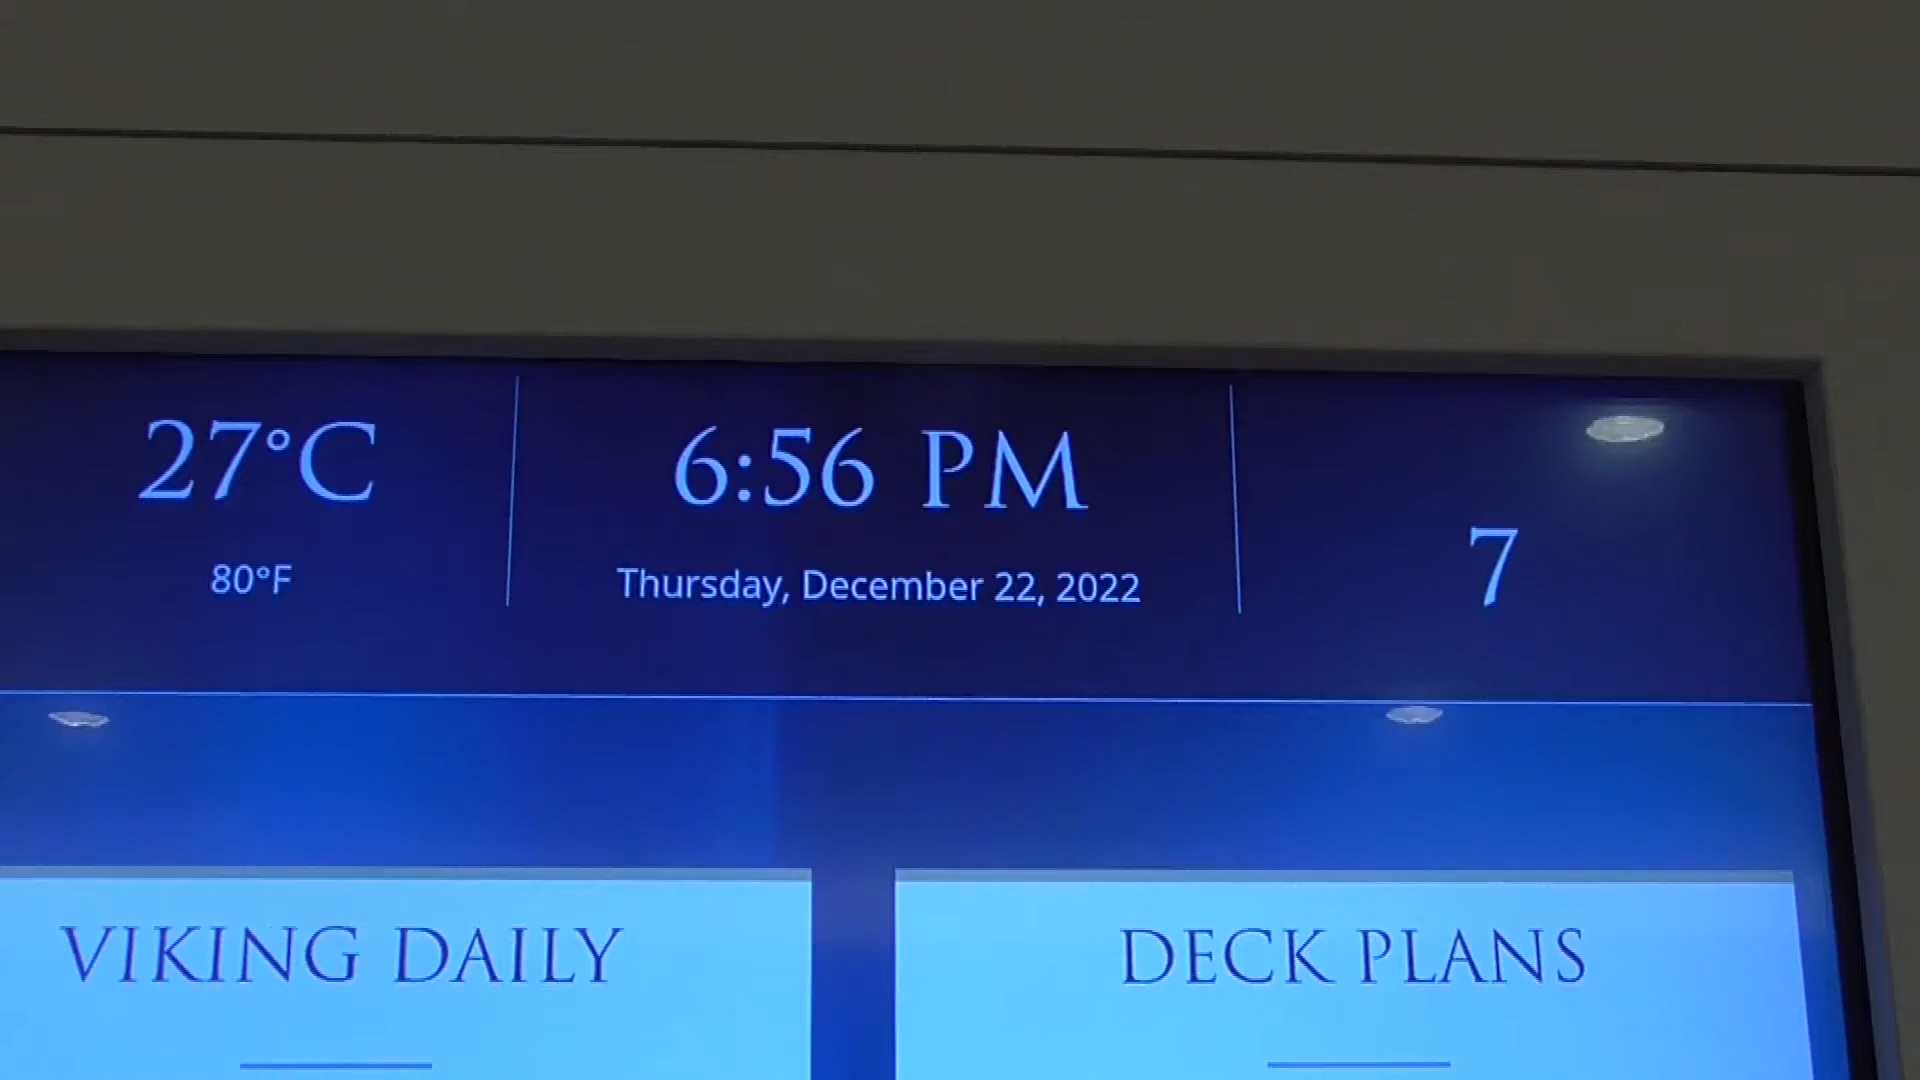 27°C
80°F
6:56 PM
Thursday, December 22, 2022
7
VIKING DAILY
DECK PLANS